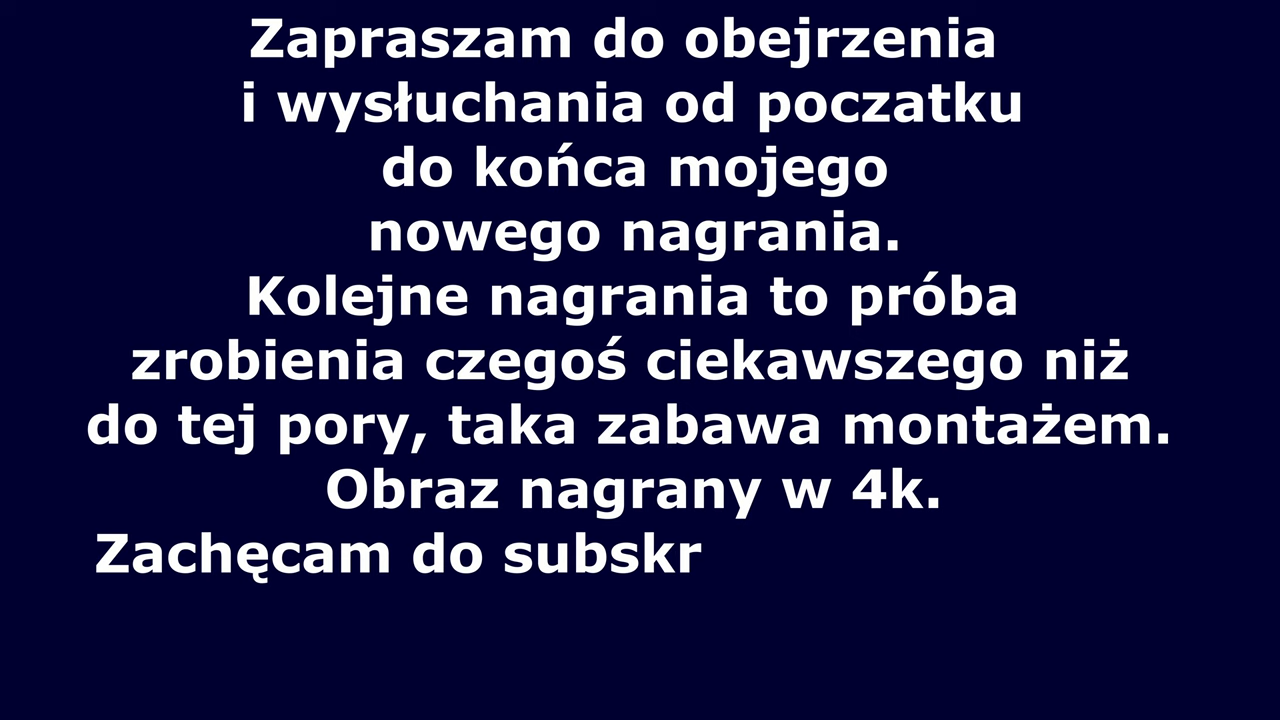 Zapraszam do obejrzenia
i wysłuchania od poczatku
do końca mojego
nowego nagrania.
Kolejne nagrania to próba
zrobienia czegoś ciekawszego niż
do tej pory, taka zabawa montażem.
Obraz nagrany w 4k.
Zachęcam do subskr